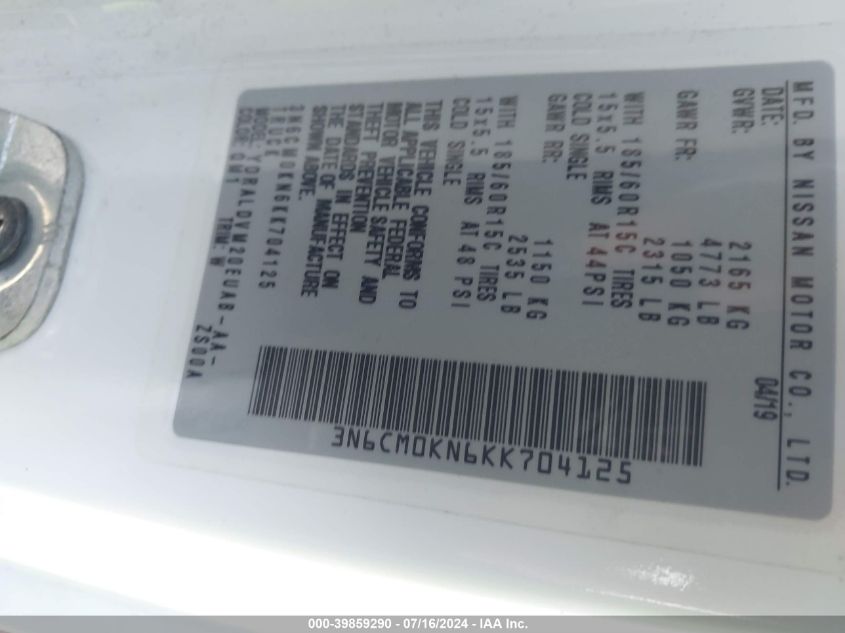 MFD. BY NISSAN MOTOR CO., LTD.
DATE: 04/19
GVWR: 2165 KG
4773 LB
GAWR FR: 1050 KG
2315 LB
WITH 185/60R15C TIRES
15x5.5 RIMS AT 44PSI
COLD SINGLE
GAWR RR: 1150 KG
2535 LB
WITH 185/60R15C TIRES
15x5.5 RIMS AT 48 PSI
COLD SINGLE
THIS VEHICLE CONFORMS TO
ALL APPLICABLE FEDERAL
MOTOR VEHICLE SAFETY AND
THEFT PREVENTION
STANDARDS IN EFFECT ON
THE DATE OF MANUFACTURE
SHOWN ABOVE.
3N6CM0KN6KK704125
TRUCK
MODEL: YDRALDVM20EUAB-AA-
ZS00A
COLOR: QM1 TRIM: W
3N6CM0KN6KK704125
000-39859290 - 07/16/2024 - IAA Inc.